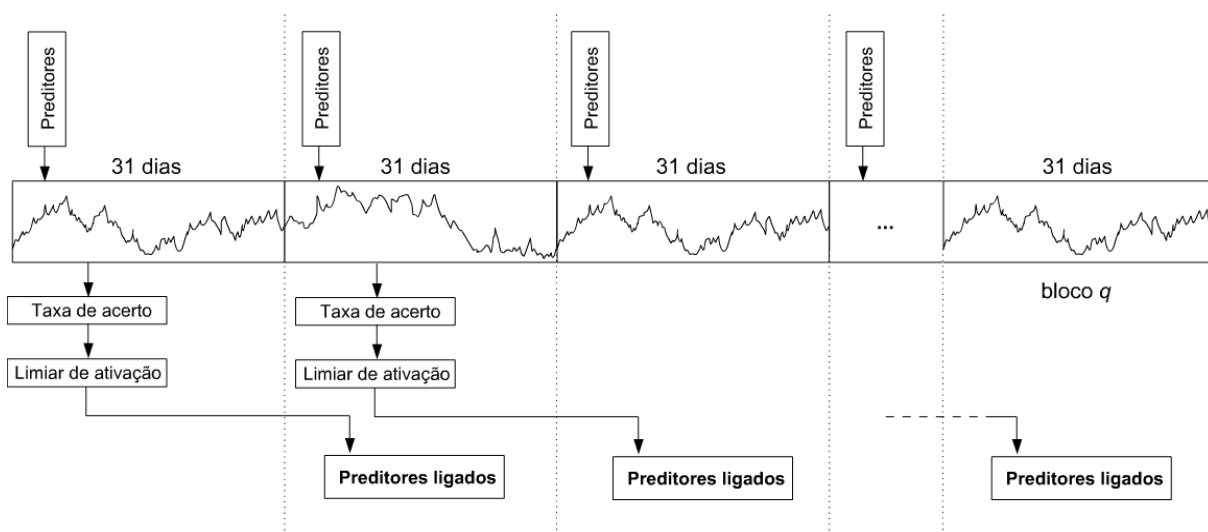 Preditores
Preditores
Preditores
Preditores
31 dias
31 dias
31 dias
31 dias
...
bloco q
Taxa de acerto
Taxa de acerto
Limiar de ativação
Limiar de ativação
Preditores ligados
Preditores ligados
Preditores ligados